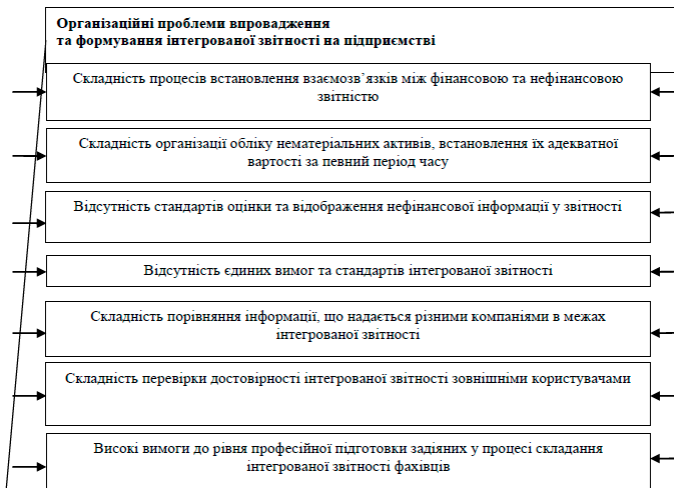 Організаційні проблеми впровадження
та формування інтегрованої звітності на підприємстві
Складність процесів встановлення взаємозв’язків між фінансовою та нефінансовою
звітністю
Складність організації обліку нематеріальних активів, встановлення їх адекватної
вартості за певний період часу
Відсутність стандартів оцінки та відображення нефінансової інформації у звітності
Відсутність єдиних вимог та стандартів інтегрованої звітності
Складність порівняння інформації, що надається різними компаніями в межах
інтегрованої звітності
Складність перевірки достовірності інтегрованої звітності зовнішніми користувачами
Високі вимоги до рівня професійної підготовки задіяних у процесі складання
інтегрованої звітності фахівців